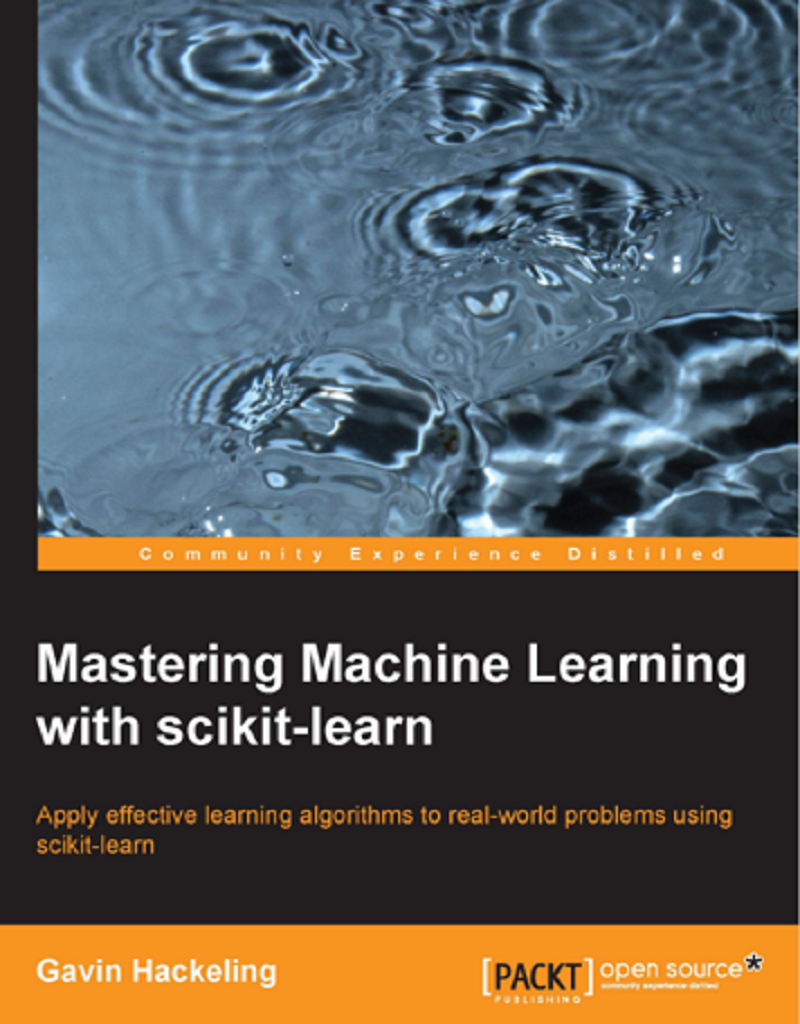 Community Experience Distilled
Mastering Machine Learning
with scikit-learn
Apply effective learning algorithms to real-world problems using
scikit-learn
Gavin Hackeling
[PACKT] open source*
PUBLISHING community experience distilled